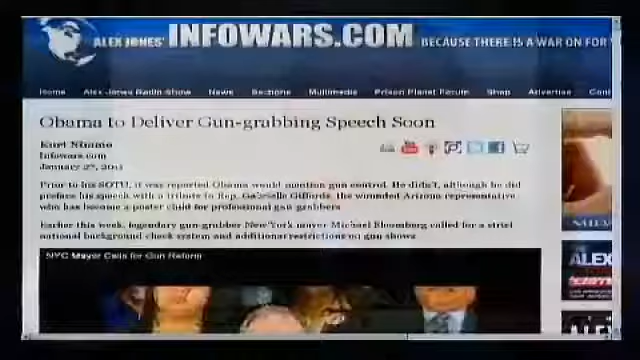 ALEX JONES' INFOWARS.COM BECAUSE THERE IS A WAR ON FOR
Home Alex Jones Radio Show News Sections Multimedia Prison Planet Forum Shop Advertise Cont
Obama to Deliver Gun-grabbing Speech Soon
Kurt Nimmo
Infowars.com
January 27, 2011
Prior to his SOTU, it was reported Obama would mention gun control. He didn't, although he did
preface his speech with a tribute to Rep. Gabrielle Giffords, the wounded Arizona representative
who has become a poster child for professional gun grabbers
Earlier this week, legendary gun-grabber New York mayor Michael Bloomberg called for a strict
national background check system and additional restrictions on gun shows
NYC Mayor Calls for Gun Reform
ALEX